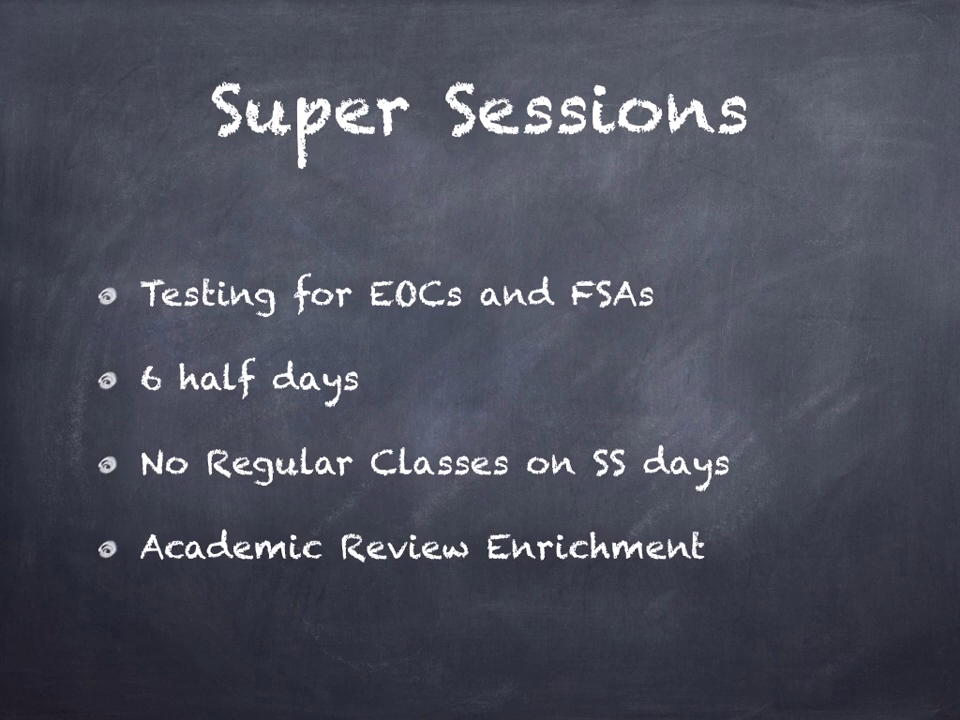 Super Sessions
Testing for EOCs and FSAs
6 half days
No Regular Classes on SS days
Academic Review Enrichment